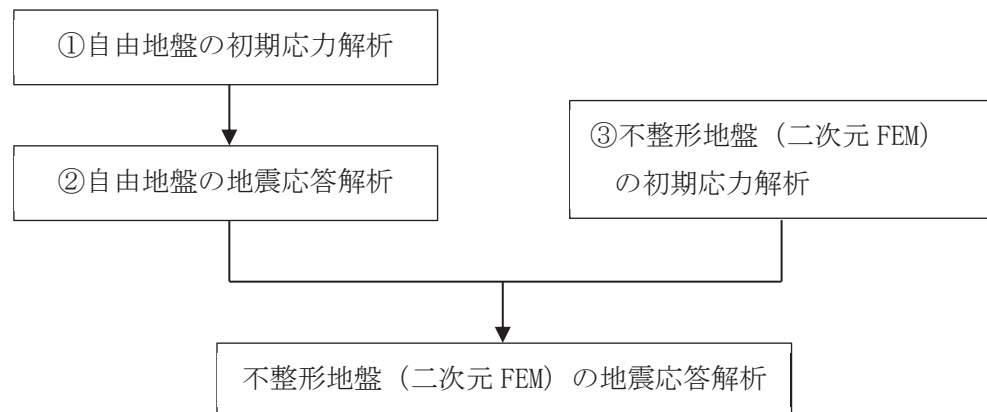 ①自由地盤の初期応力解析
②自由地盤の地震応答解析
③不整形地盤（二次元 FEM）
の初期応力解析
不整形地盤（二次元 FEM）の地震応答解析